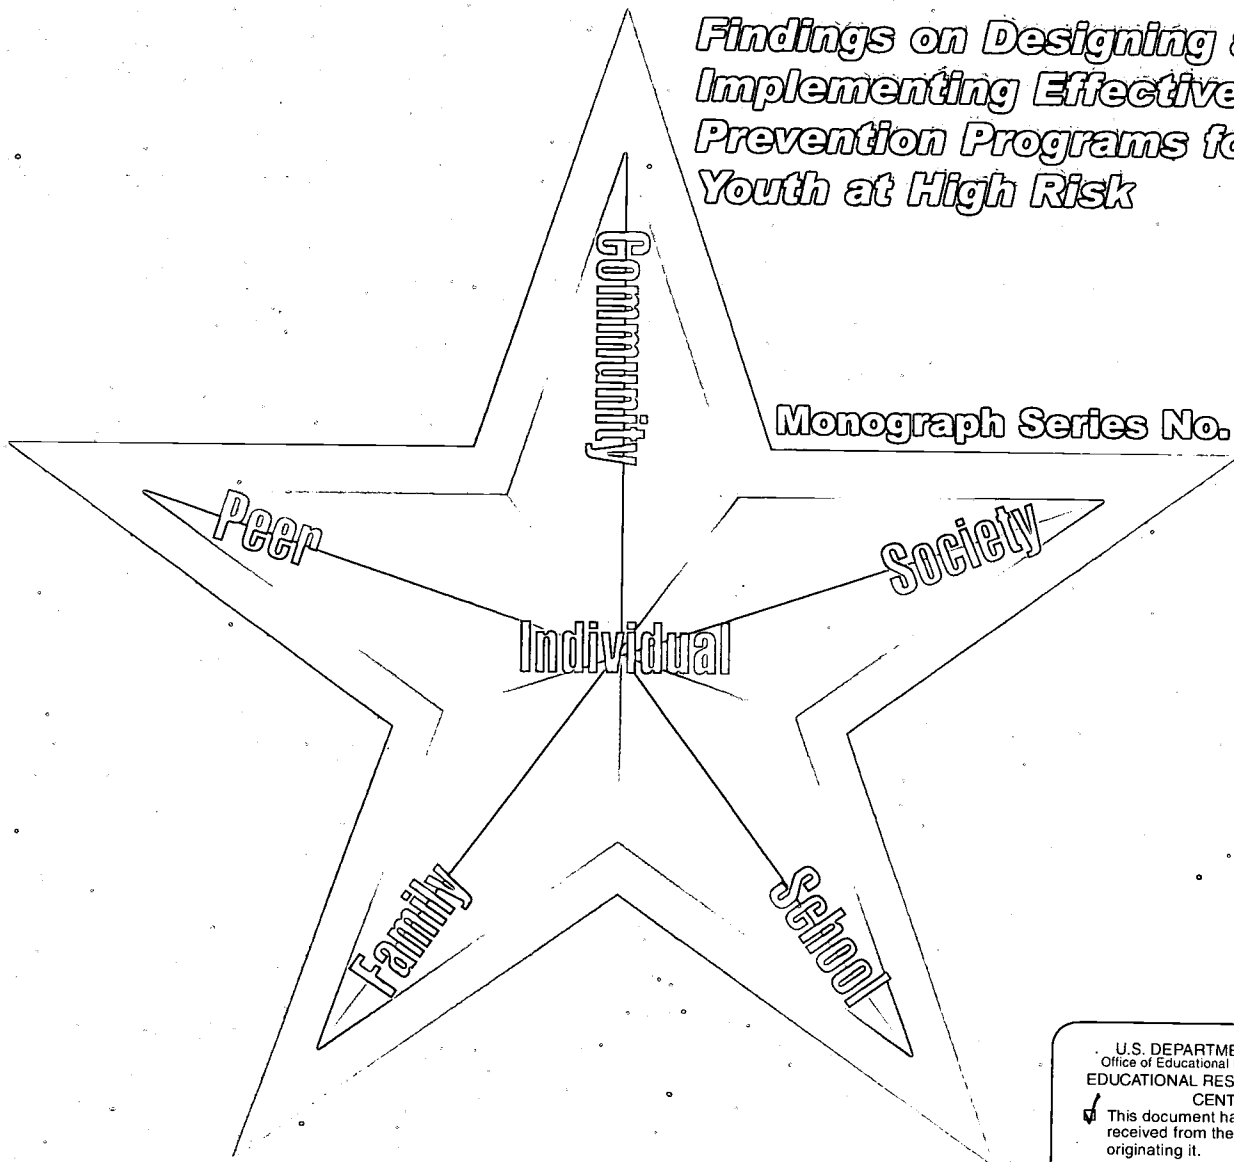 Findings on Designing &
Implementing Effective
Prevention Programs fo
Youth at High Risk
Community
Monograph Series No.
Peer
Society
Individual
Family
School
U.S. DEPARTME
Office of Educational
EDUCATIONAL RES
CENT
This document ha
received from the
originating it.